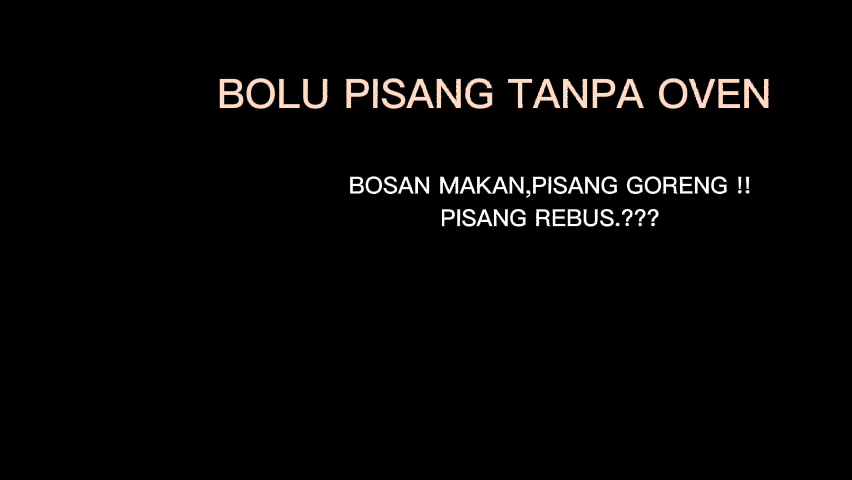 BOLU PISANG TANPA OVEN
BOSAN MAKAN,PISANG GORENG !!
PISANG REBUS.???